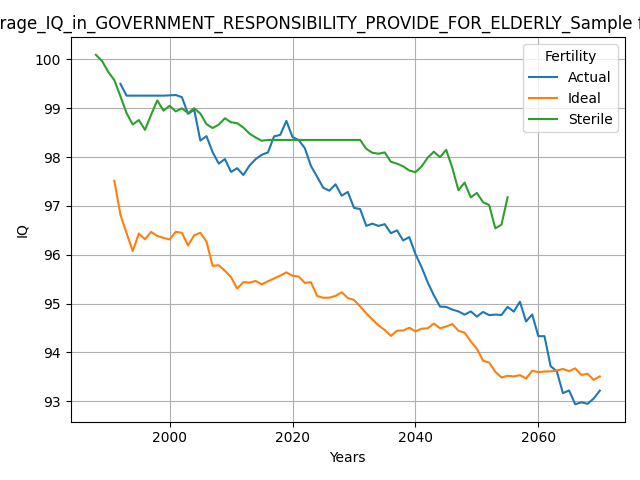 rage_IQ_in_GOVERNMENT_RESPONSIBILITY_PROVIDE_FOR_ELDERLY_Sample f
Fertility
Actual
Ideal
Sterile
100
99
98
97
96
95
94
93
IQ
2000 2020 2040 2060
Years